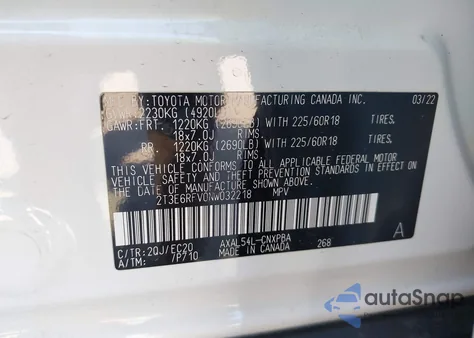 BY: TOYOTA MOTOR MANUFACTURING CANADA INC. 03/22
2230KG (4920LB)
GAWR: FRT 1220KG (2690LB) WITH 225/60R18 TIRES.
18x7.0J RIMS.
RR 1220KG (2690LB) WITH 225/60R18 TIRES.
18x7.0J RIMS.
THIS VEHICLE CONFORMS TO ALL APPLICABLE FEDERAL MOTOR
VEHICLE SAFETY AND THEFT PREVENTION STANDARDS IN EFFECT
ON THE DATE OF MANUFACTURE SHOWN ABOVE.
2T3EGRFV0NW032218 MPV
C/TR: 2QJ/EC20 AXAL54L-CNXPBA A
A/TM: 7P710 MADE IN CANADA 268
autoSnap